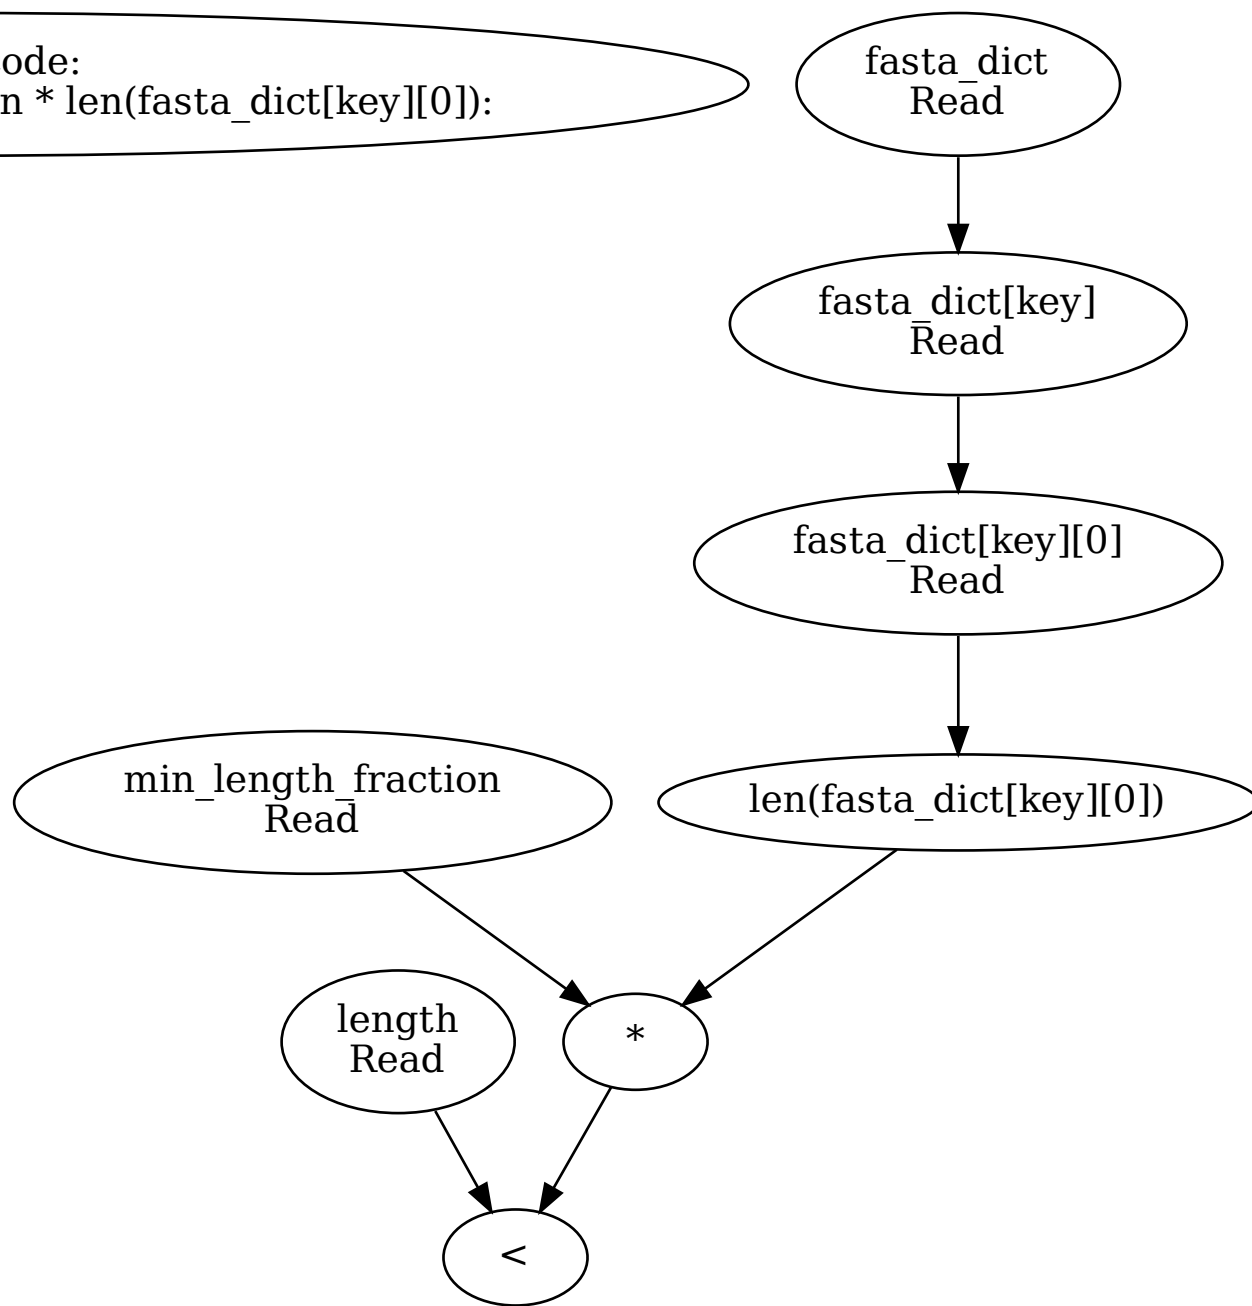 ode:
n * len(fasta_dict[key][0]):
fasta_dict
Read
fasta_dict[key]
Read
fasta_dict[key][0]
Read
min_length_fraction
Read
len(fasta_dict[key][0])
length
Read
*
<